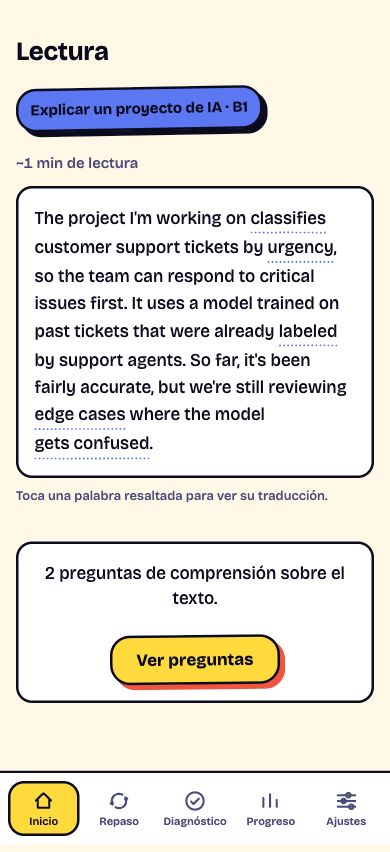 Lectura
Explicar un proyecto de IA · B1
~1 min de lectura
The project I'm working on classifies
customer support tickets by urgency,
so the team can respond to critical
issues first. It uses a model trained on
past tickets that were already labeled
by support agents. So far, it's been
fairly accurate, but we're still reviewing
edge cases where the model
gets confused.
Toca una palabra resaltada para ver su traducción.
2 preguntas de comprensión sobre el
texto.
Ver preguntas
Inicio
Repaso
Diagnóstico
Progreso
Ajustes